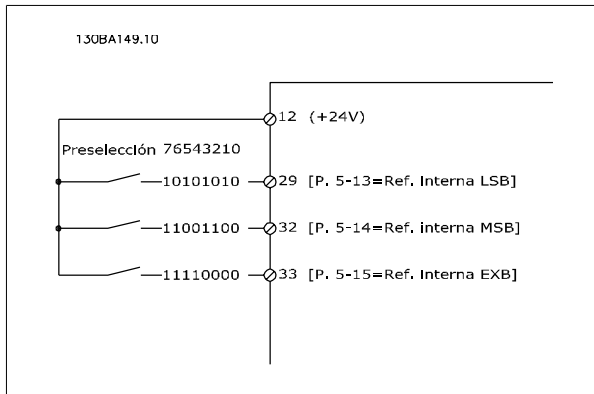 130BA149.10
12 (+24V)
Preselección 76543210
10101010 29 [P. 5-13=Ref. Interna LSB]
11001100 32 [P. 5-14=Ref. interna MSB]
11110000 33 [P. 5-15=Ref. Interna EXB]